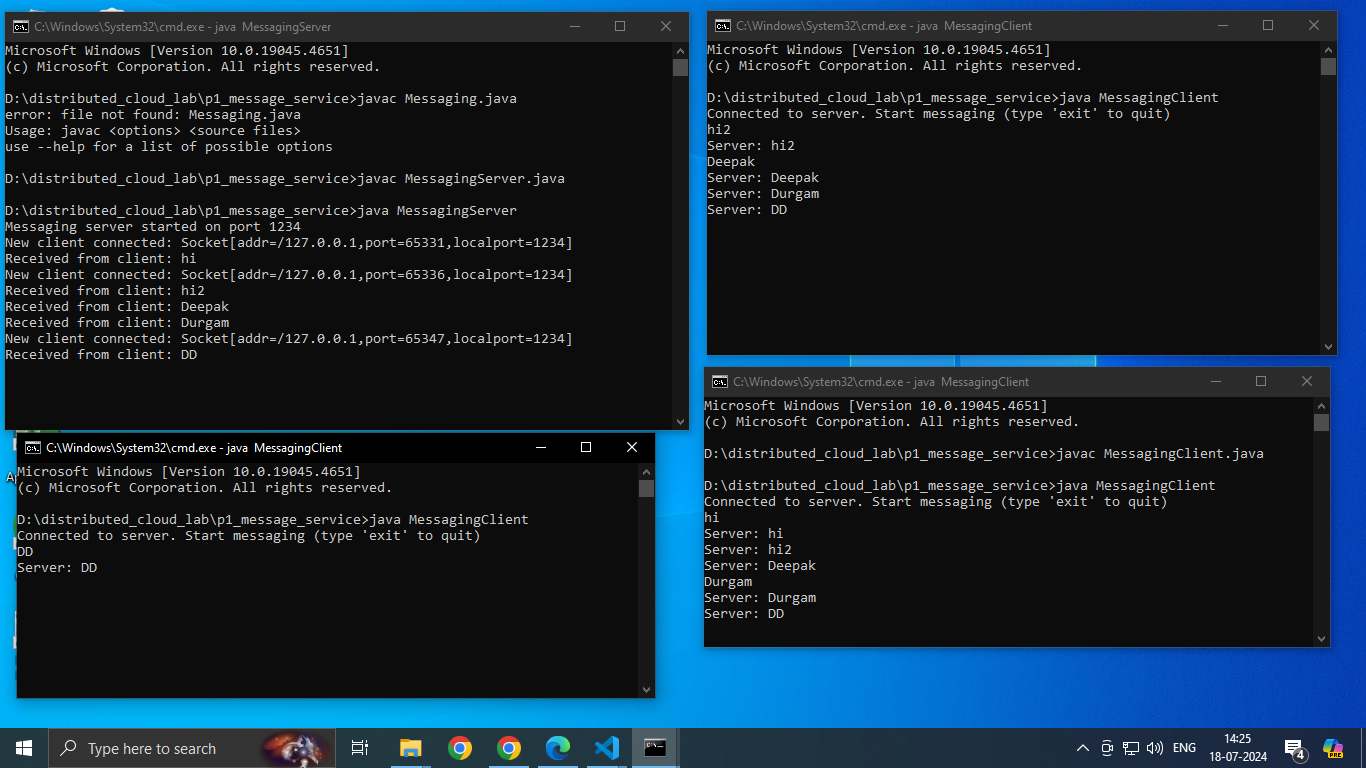 C:\Windows\System32\cmd.exe - java  MessagingServer
Microsoft Windows [Version 10.0.19045.4651]
(c) Microsoft Corporation. All rights reserved.
D:\distributed_cloud_lab\p1_message_service>javac Messaging.java
error: file not found: Messaging.java
Usage: javac <options> <source files>
use --help for a list of possible options
D:\distributed_cloud_lab\p1_message_service>javac MessagingServer.java
D:\distributed_cloud_lab\p1_message_service>java MessagingServer
Messaging server started on port 1234
New client connected: Socket[addr=/127.0.0.1,port=65331,localport=1234]
Received from client: hi
New client connected: Socket[addr=/127.0.0.1,port=65336,localport=1234]
Received from client: hi2
Received from client: Deepak
Received from client: Durgam
New client connected: Socket[addr=/127.0.0.1,port=65347,localport=1234]
Received from client: DD
C:\Windows\System32\cmd.exe - java  MessagingClient
Microsoft Windows [Version 10.0.19045.4651]
(c) Microsoft Corporation. All rights reserved.
D:\distributed_cloud_lab\p1_message_service>java MessagingClient
Connected to server. Start messaging (type 'exit' to quit)
hi2
Server: hi2
Deepak
Server: Deepak
Server: Durgam
Server: DD
C:\Windows\System32\cmd.exe - java  MessagingClient
Microsoft Windows [Version 10.0.19045.4651]
(c) Microsoft Corporation. All rights reserved.
D:\distributed_cloud_lab\p1_message_service>java MessagingClient
Connected to server. Start messaging (type 'exit' to quit)
DD
Server: DD
C:\Windows\System32\cmd.exe - java  MessagingClient
Microsoft Windows [Version 10.0.19045.4651]
(c) Microsoft Corporation. All rights reserved.
D:\distributed_cloud_lab\p1_message_service>javac MessagingClient.java
D:\distributed_cloud_lab\p1_message_service>java MessagingClient
Connected to server. Start messaging (type 'exit' to quit)
hi
Server: hi
Server: hi2
Server: Deepak
Durgam
Server: Durgam
Server: DD
Type here to search
ENG
14:25
18-07-2024
4
PRE